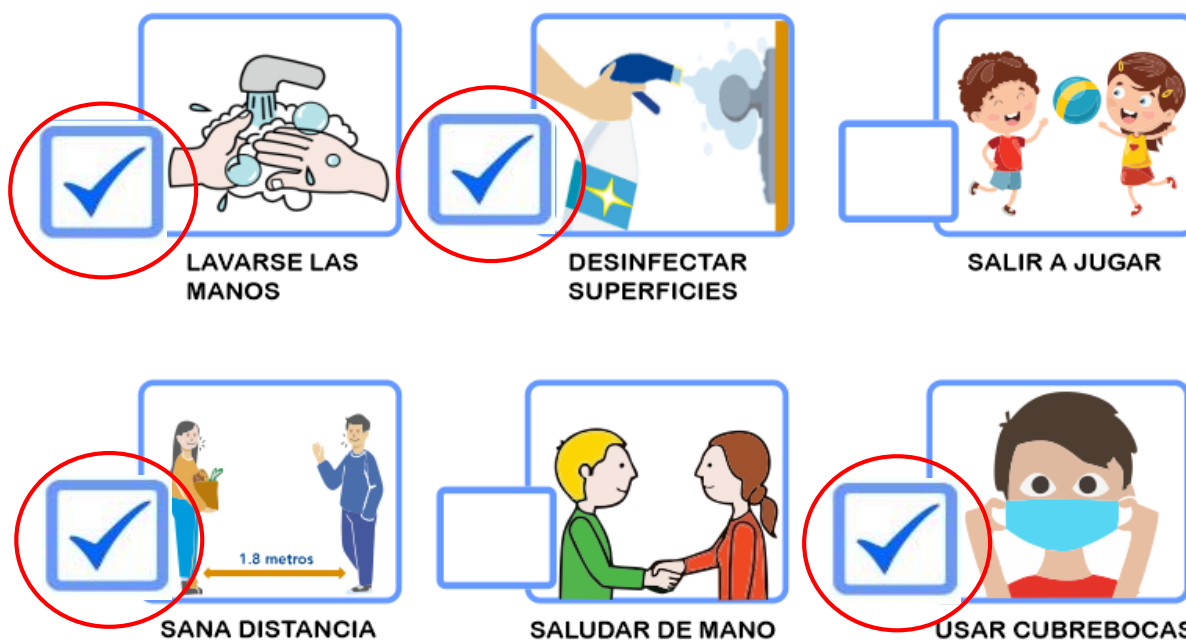 LAVARSE LAS
MANOS
DESINFECTAR
SUPERFICIES
SALIR A JUGAR
1.8 metros
SANA DISTANCIA
SALUDAR DE MANO
USAR CUBREBOCAS